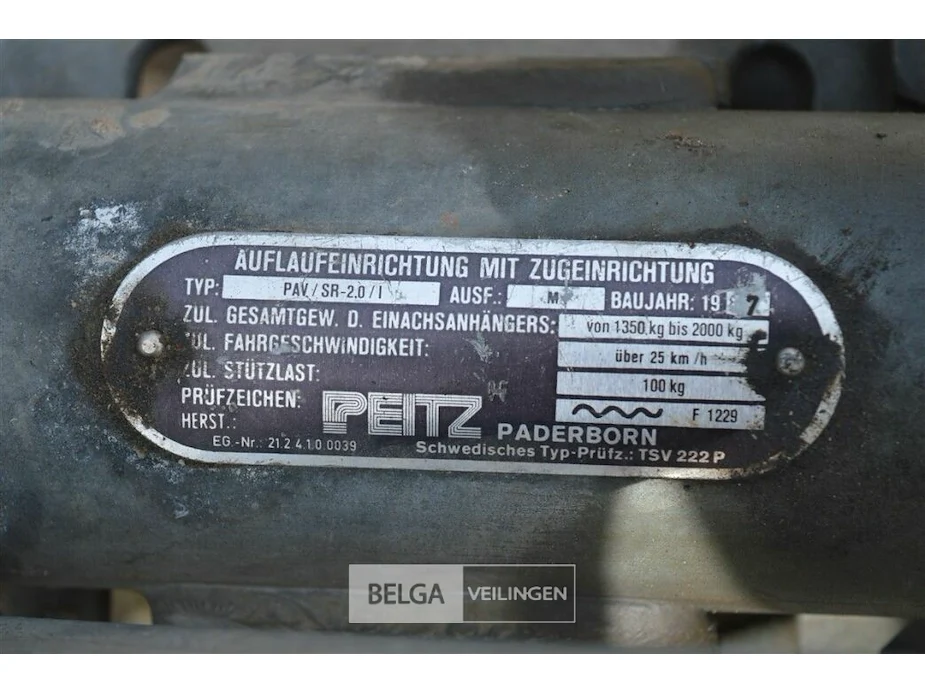 AUFLAUFEINRICHTUNG MIT ZUGEINRICHTUNG
TYP: PAV/SR-2.0/I AUSF.: M BAUJAHR: 19 7
ZUL. GESAMTGEW. D. EINACHSANHÄNGERS: von 1350 kg bis 2000 kg
ZUL. FAHRGESCHWINDIGKEIT: über 25 km/h
ZUL. STÜTZLAST: 100 kg
PRÜFZEICHEN: F 1229
HERST.: PEITZ PADERBORN
EG.-Nr.: 21.2 4.1.0.0039 Schwedisches Typ-Prüfz.: TSV 222 P
BELGA VEILINGEN